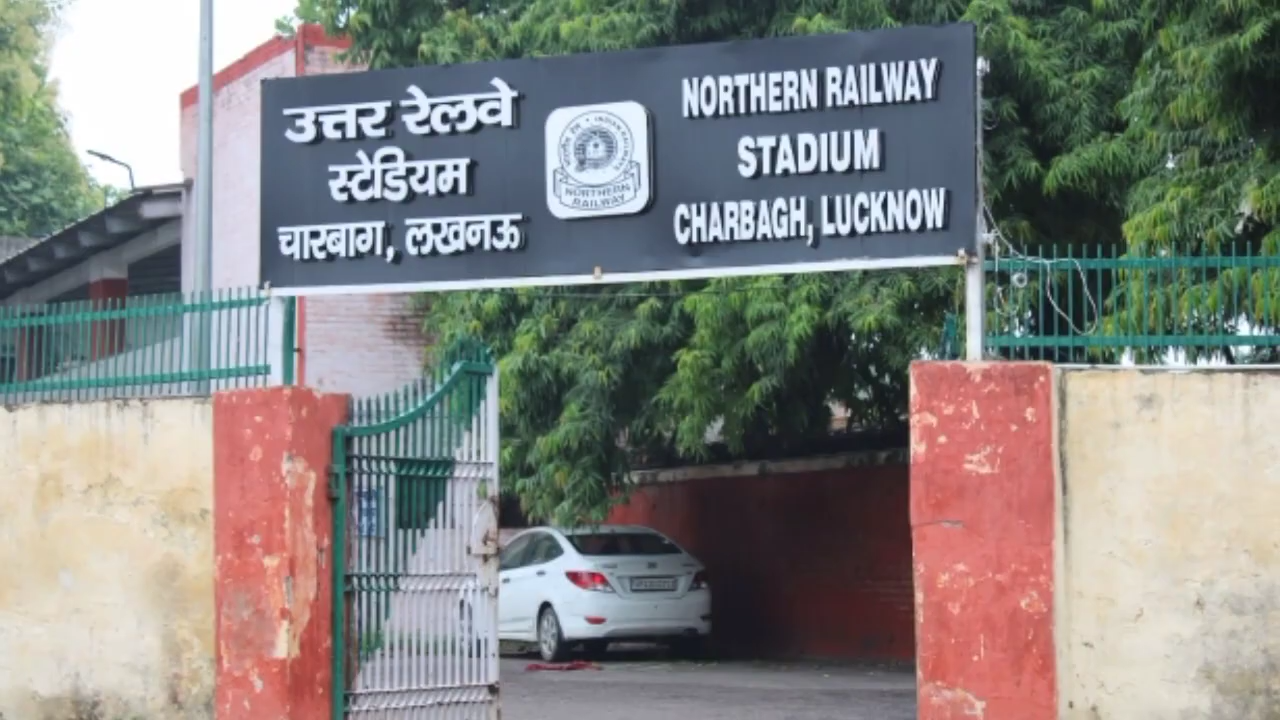 उत्तर रेलवे
स्टेडियम
चारबाग, लखनऊ
NORTHERN
RAILWAY
NORTHERN RAILWAY
STADIUM
CHARBAGH, LUCKNOW